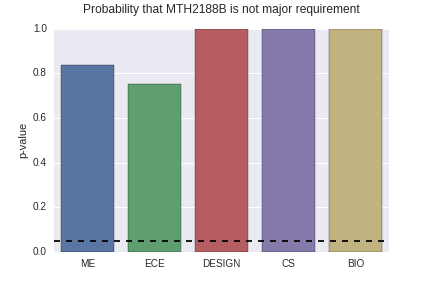 Probability that MTH2188B is not major requirement
1.0
0.8
0.6
0.4
0.2
0.0
p-value
ME ECE DESIGN CS BIO